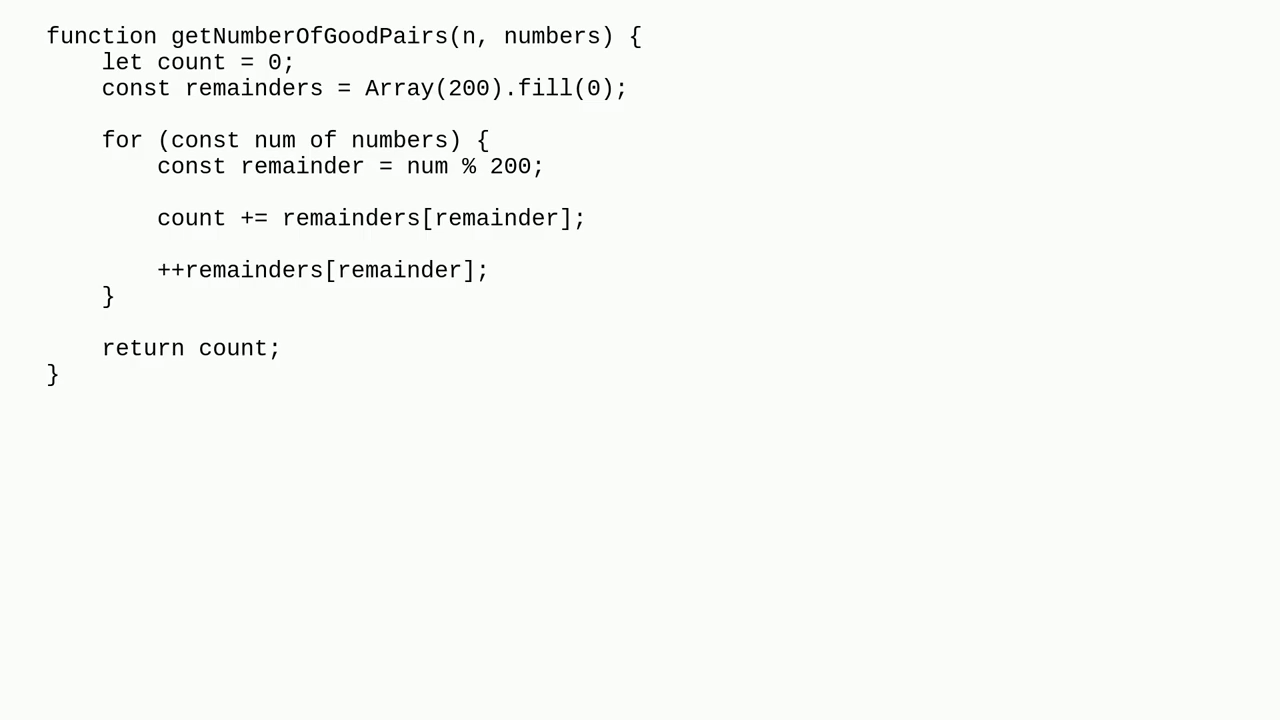 function getNumberOfGoodPairs(n, numbers) {
    let count = 0;
    const remainders = Array(200).fill(0);

    for (const num of numbers) {
        const remainder = num % 200;

        count += remainders[remainder];

        ++remainders[remainder];
    }

    return count;
}